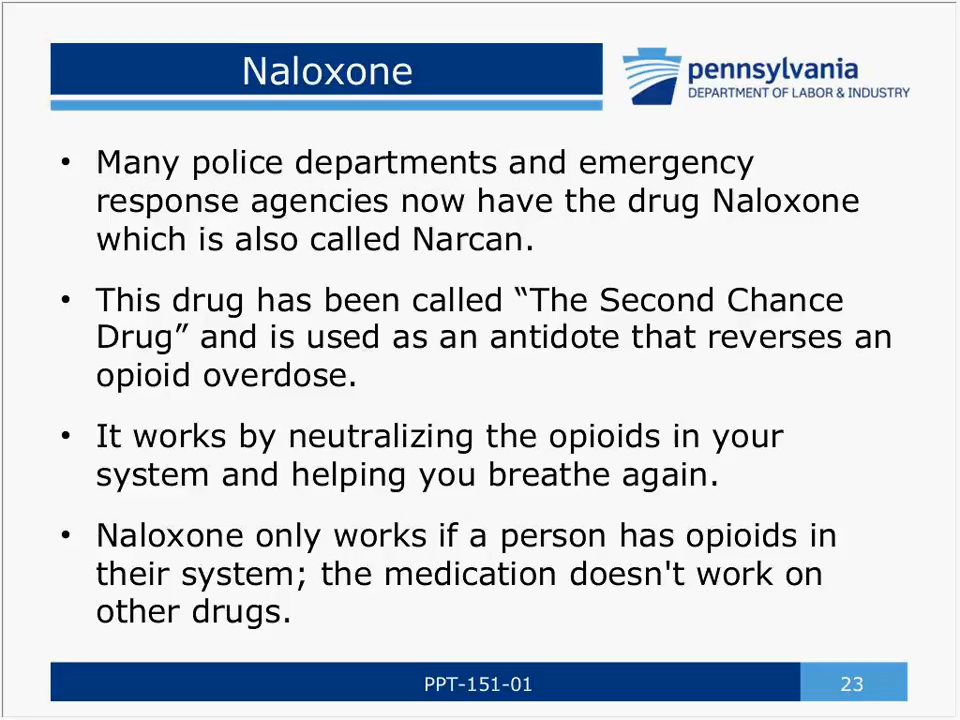 Naloxone
pennsylvania
DEPARTMENT OF LABOR & INDUSTRY
• Many police departments and emergency
response agencies now have the drug Naloxone
which is also called Narcan.
• This drug has been called “The Second Chance
Drug” and is used as an antidote that reverses an
opioid overdose.
• It works by neutralizing the opioids in your
system and helping you breathe again.
• Naloxone only works if a person has opioids in
their system; the medication doesn't work on
other drugs.
PPT-151-01
23